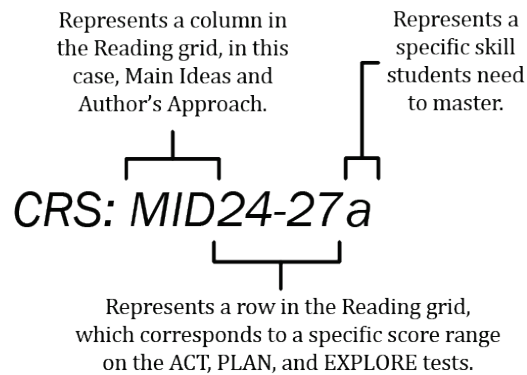 Represents a column in
the Reading grid, in this
case, Main Ideas and
Author's Approach.
Represents a
specific skill
students need
to master.
CRS: MID24-27a
Represents a row in the Reading grid,
which corresponds to a specific score range
on the ACT, PLAN, and EXPLORE tests.